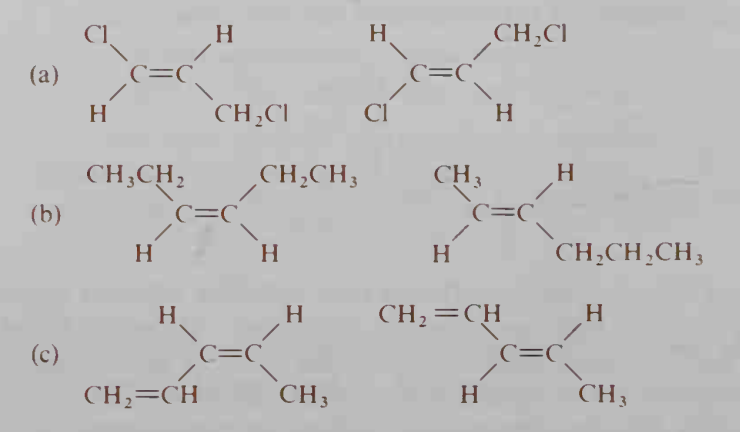 Cl H H CH₂Cl
(a) C=C C=C
H CH₂Cl Cl H
CH₃CH₂ CH₂CH₃ CH₃ H
(b) C=C C=C
H H H CH₂CH₂CH₃
H H CH₂=CH H
(c) C=C C=C
CH₂=CH CH₃ H CH₃